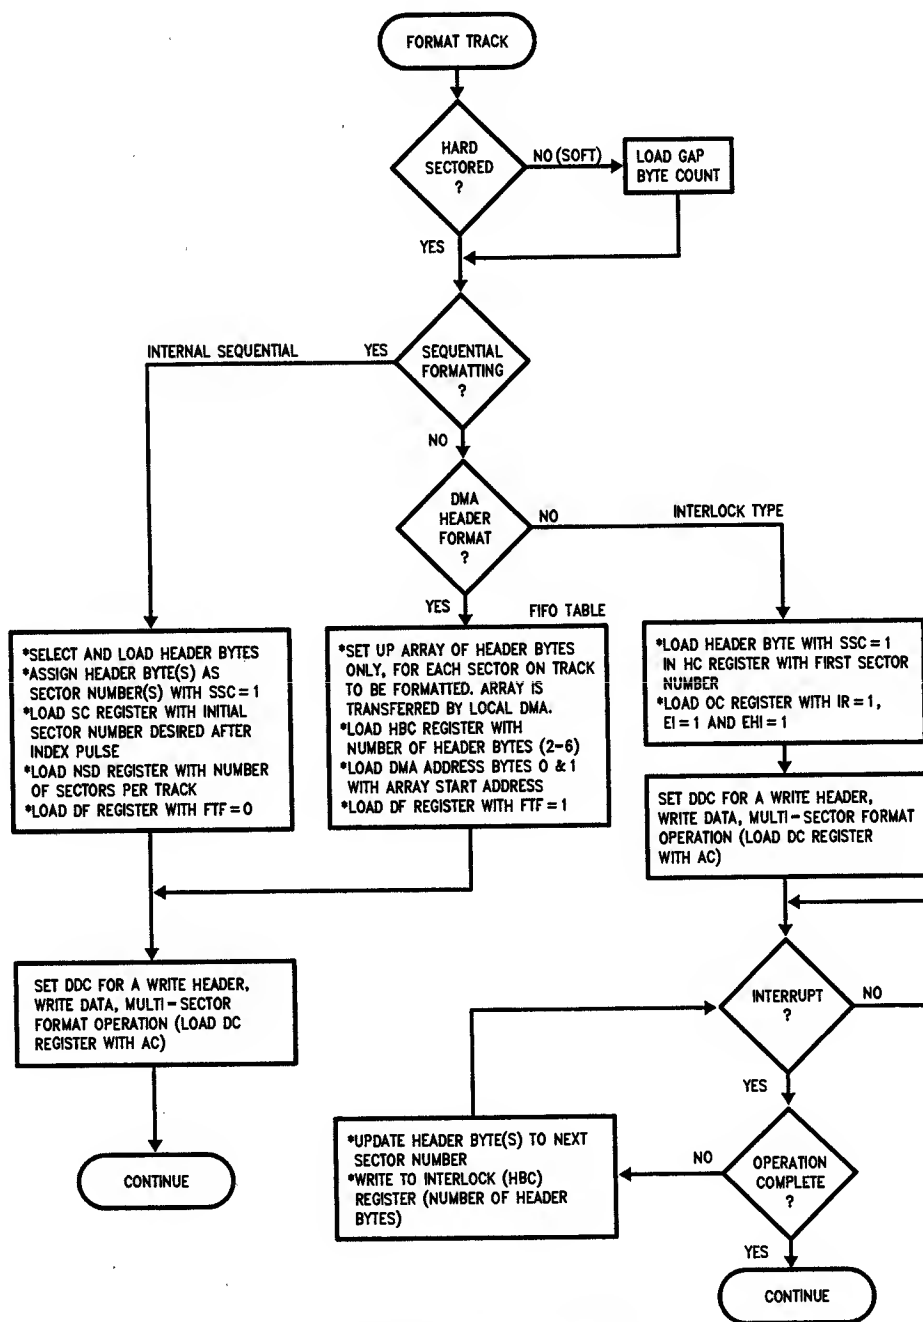 FORMAT TRACK
HARD
SECTORED
?
NO (SOFT)
LOAD GAP
BYTE COUNT
YES
INTERNAL SEQUENTIAL
YES
SEQUENTIAL
FORMATTING
?
NO
DMA
HEADER
FORMAT
?
NO
INTERLOCK TYPE
YES
FIFO TABLE
*SELECT AND LOAD HEADER BYTES
*ASSIGN HEADER BYTE(S) AS
SECTOR NUMBER(S) WITH SSC = 1
*LOAD SC REGISTER WITH INITIAL
SECTOR NUMBER DESIRED AFTER
INDEX PULSE
*LOAD NSD REGISTER WITH NUMBER
OF SECTORS PER TRACK
*LOAD DF REGISTER WITH FTF = 0
*SET UP ARRAY OF HEADER BYTES
ONLY, FOR EACH SECTOR ON TRACK
TO BE FORMATTED. ARRAY IS
TRANSFERRED BY LOCAL DMA.
*LOAD HBC REGISTER WITH
NUMBER OF HEADER BYTES (2-6)
*LOAD DMA ADDRESS BYTES 0 & 1
WITH ARRAY START ADDRESS
*LOAD DF REGISTER WITH FTF = 1
*LOAD HEADER BYTE WITH SSC = 1
IN HC REGISTER WITH FIRST SECTOR
NUMBER
*LOAD OC REGISTER WITH IR = 1,
EI = 1 AND EHI = 1
SET DDC FOR A WRITE HEADER,
WRITE DATA, MULTI-SECTOR FORMAT
OPERATION (LOAD DC REGISTER
WITH AC)
SET DDC FOR A WRITE HEADER,
WRITE DATA, MULTI-SECTOR
FORMAT OPERATION (LOAD DC
REGISTER WITH AC)
CONTINUE
INTERRUPT
?
NO
YES
*UPDATE HEADER BYTE(S) TO NEXT
SECTOR NUMBER
*WRITE TO INTERLOCK (HBC)
REGISTER (NUMBER OF HEADER
BYTES)
NO
OPERATION
COMPLETE
?
YES
CONTINUE